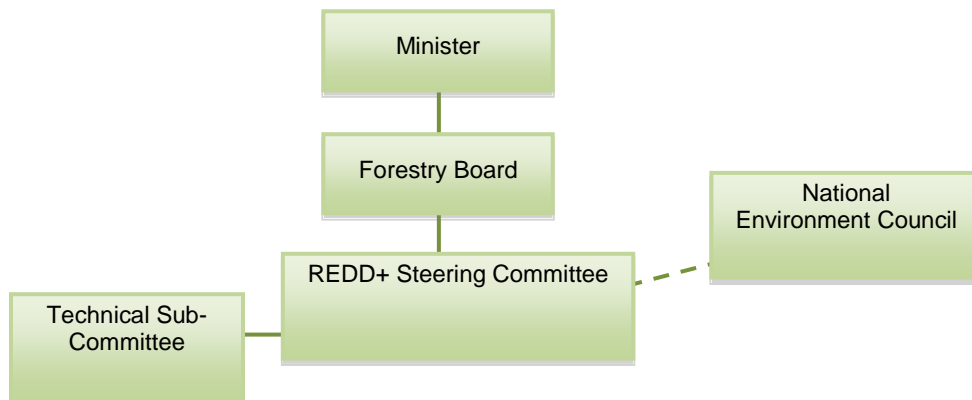 Minister
Forestry Board
National
Environment Council
REDD+ Steering Committee
Technical Sub-
Committee